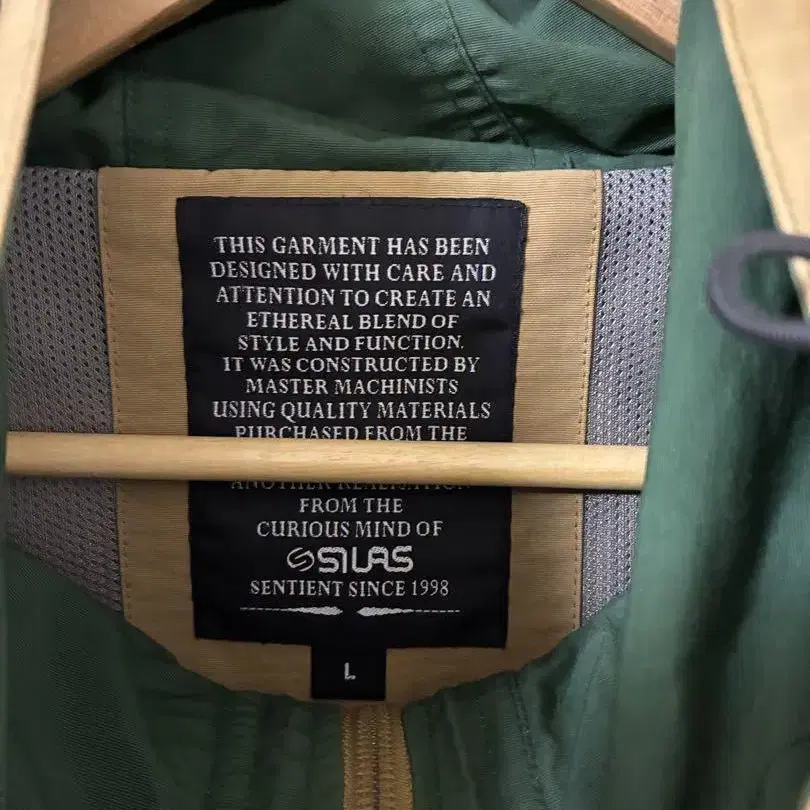 THIS GARMENT HAS BEEN
DESIGNED WITH CARE AND
ATTENTION TO CREATE AN
ETHEREAL BLEND OF
STYLE AND FUNCTION.
IT WAS CONSTRUCTED BY
MASTER MACHINISTS
USING QUALITY MATERIALS
PURCHASED FROM THE
ANOTHER
FROM THE
CURIOUS MIND OF
SILAS
SENTIENT SINCE 1998
L